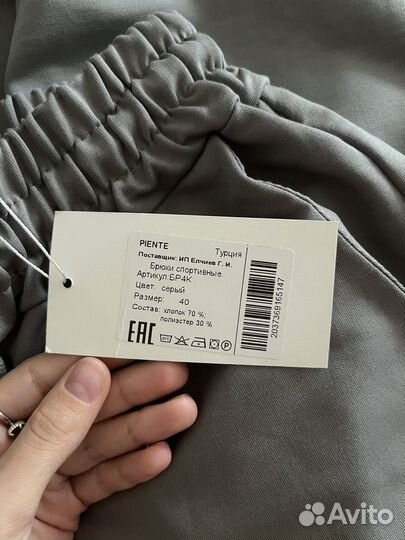 PIENTE
Турция
Поставщик: ИП Елчиев Г. И.
Брюки спортивные.
Артикул:БР4К
Цвет: серый
Размер: 40
Состав: хлопок 70 %;
полиэстер 30 %
EAC
2037369165147
Avito